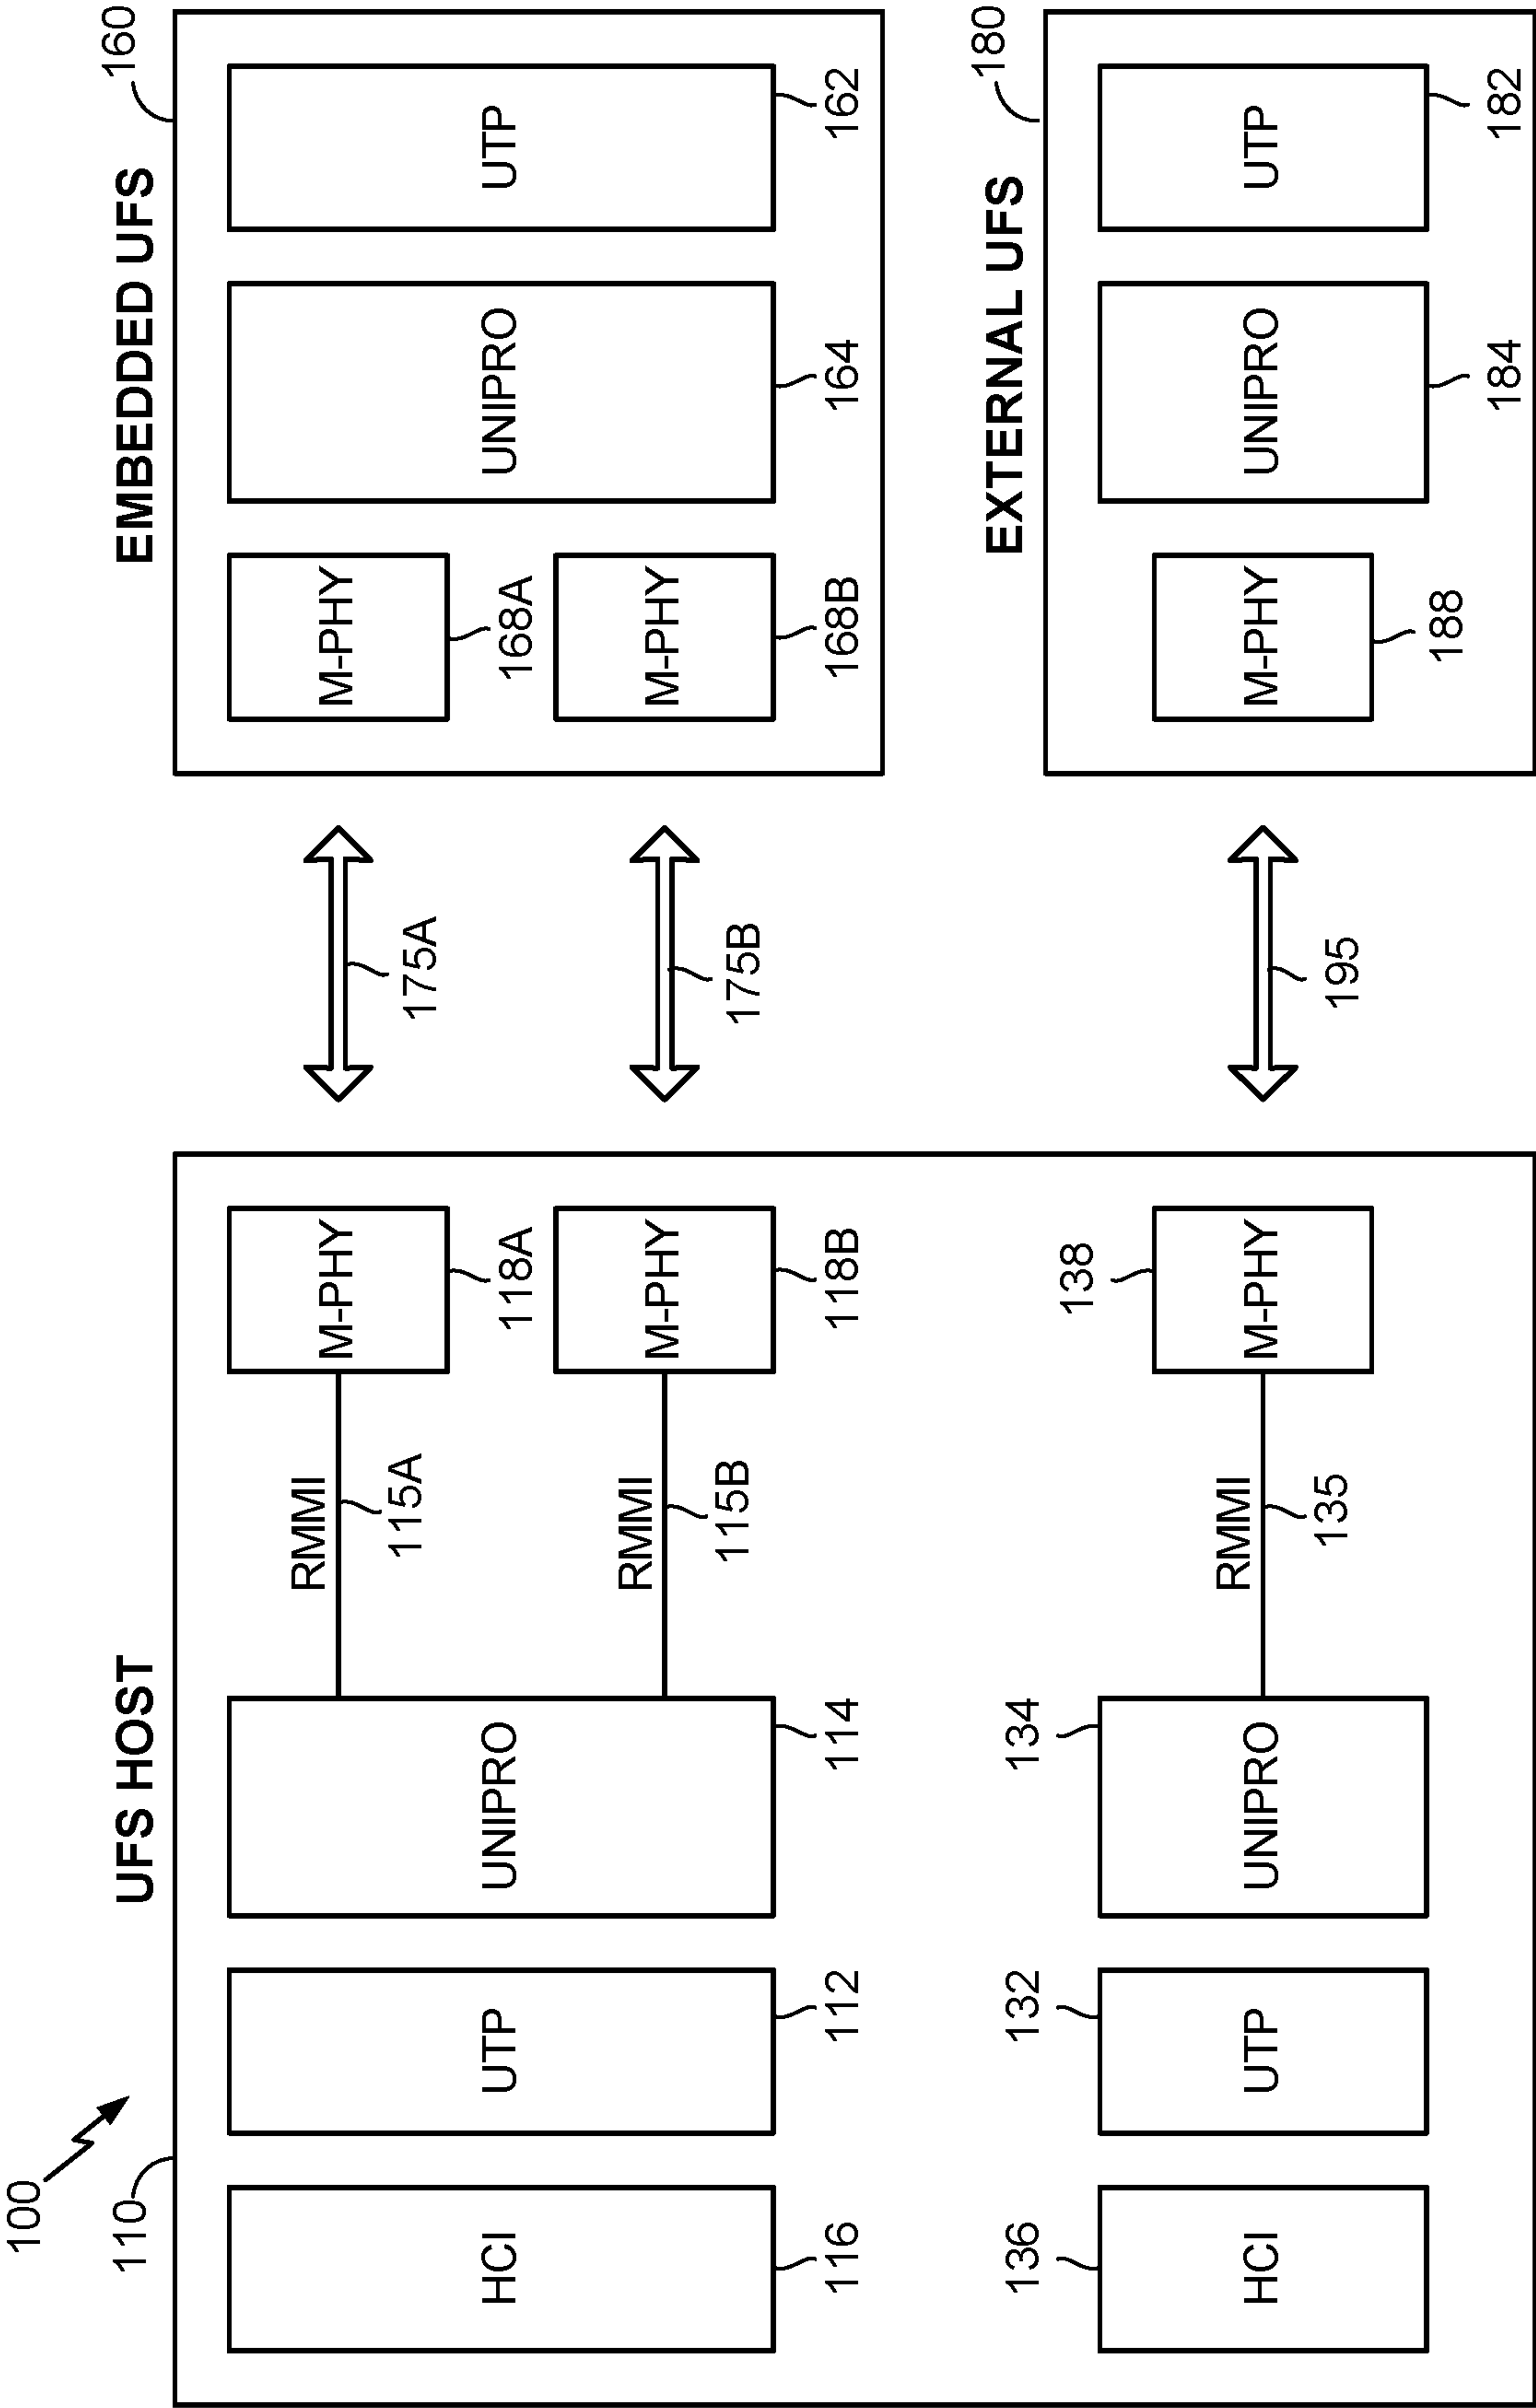 100
UFS HOST
110
HCI
116
UTP
112
UNIPRO
114
RMMI
115A
RMMI
115B
M-PHY
118A
M-PHY
118B
HCI
136
UTP
132
UNIPRO
134
RMMI
135
M-PHY
138
175A
175B
195
EMBEDDED UFS
160
M-PHY
168A
M-PHY
168B
UNIPRO
164
UTP
162
EXTERNAL UFS
180
M-PHY
188
UNIPRO
184
UTP
182